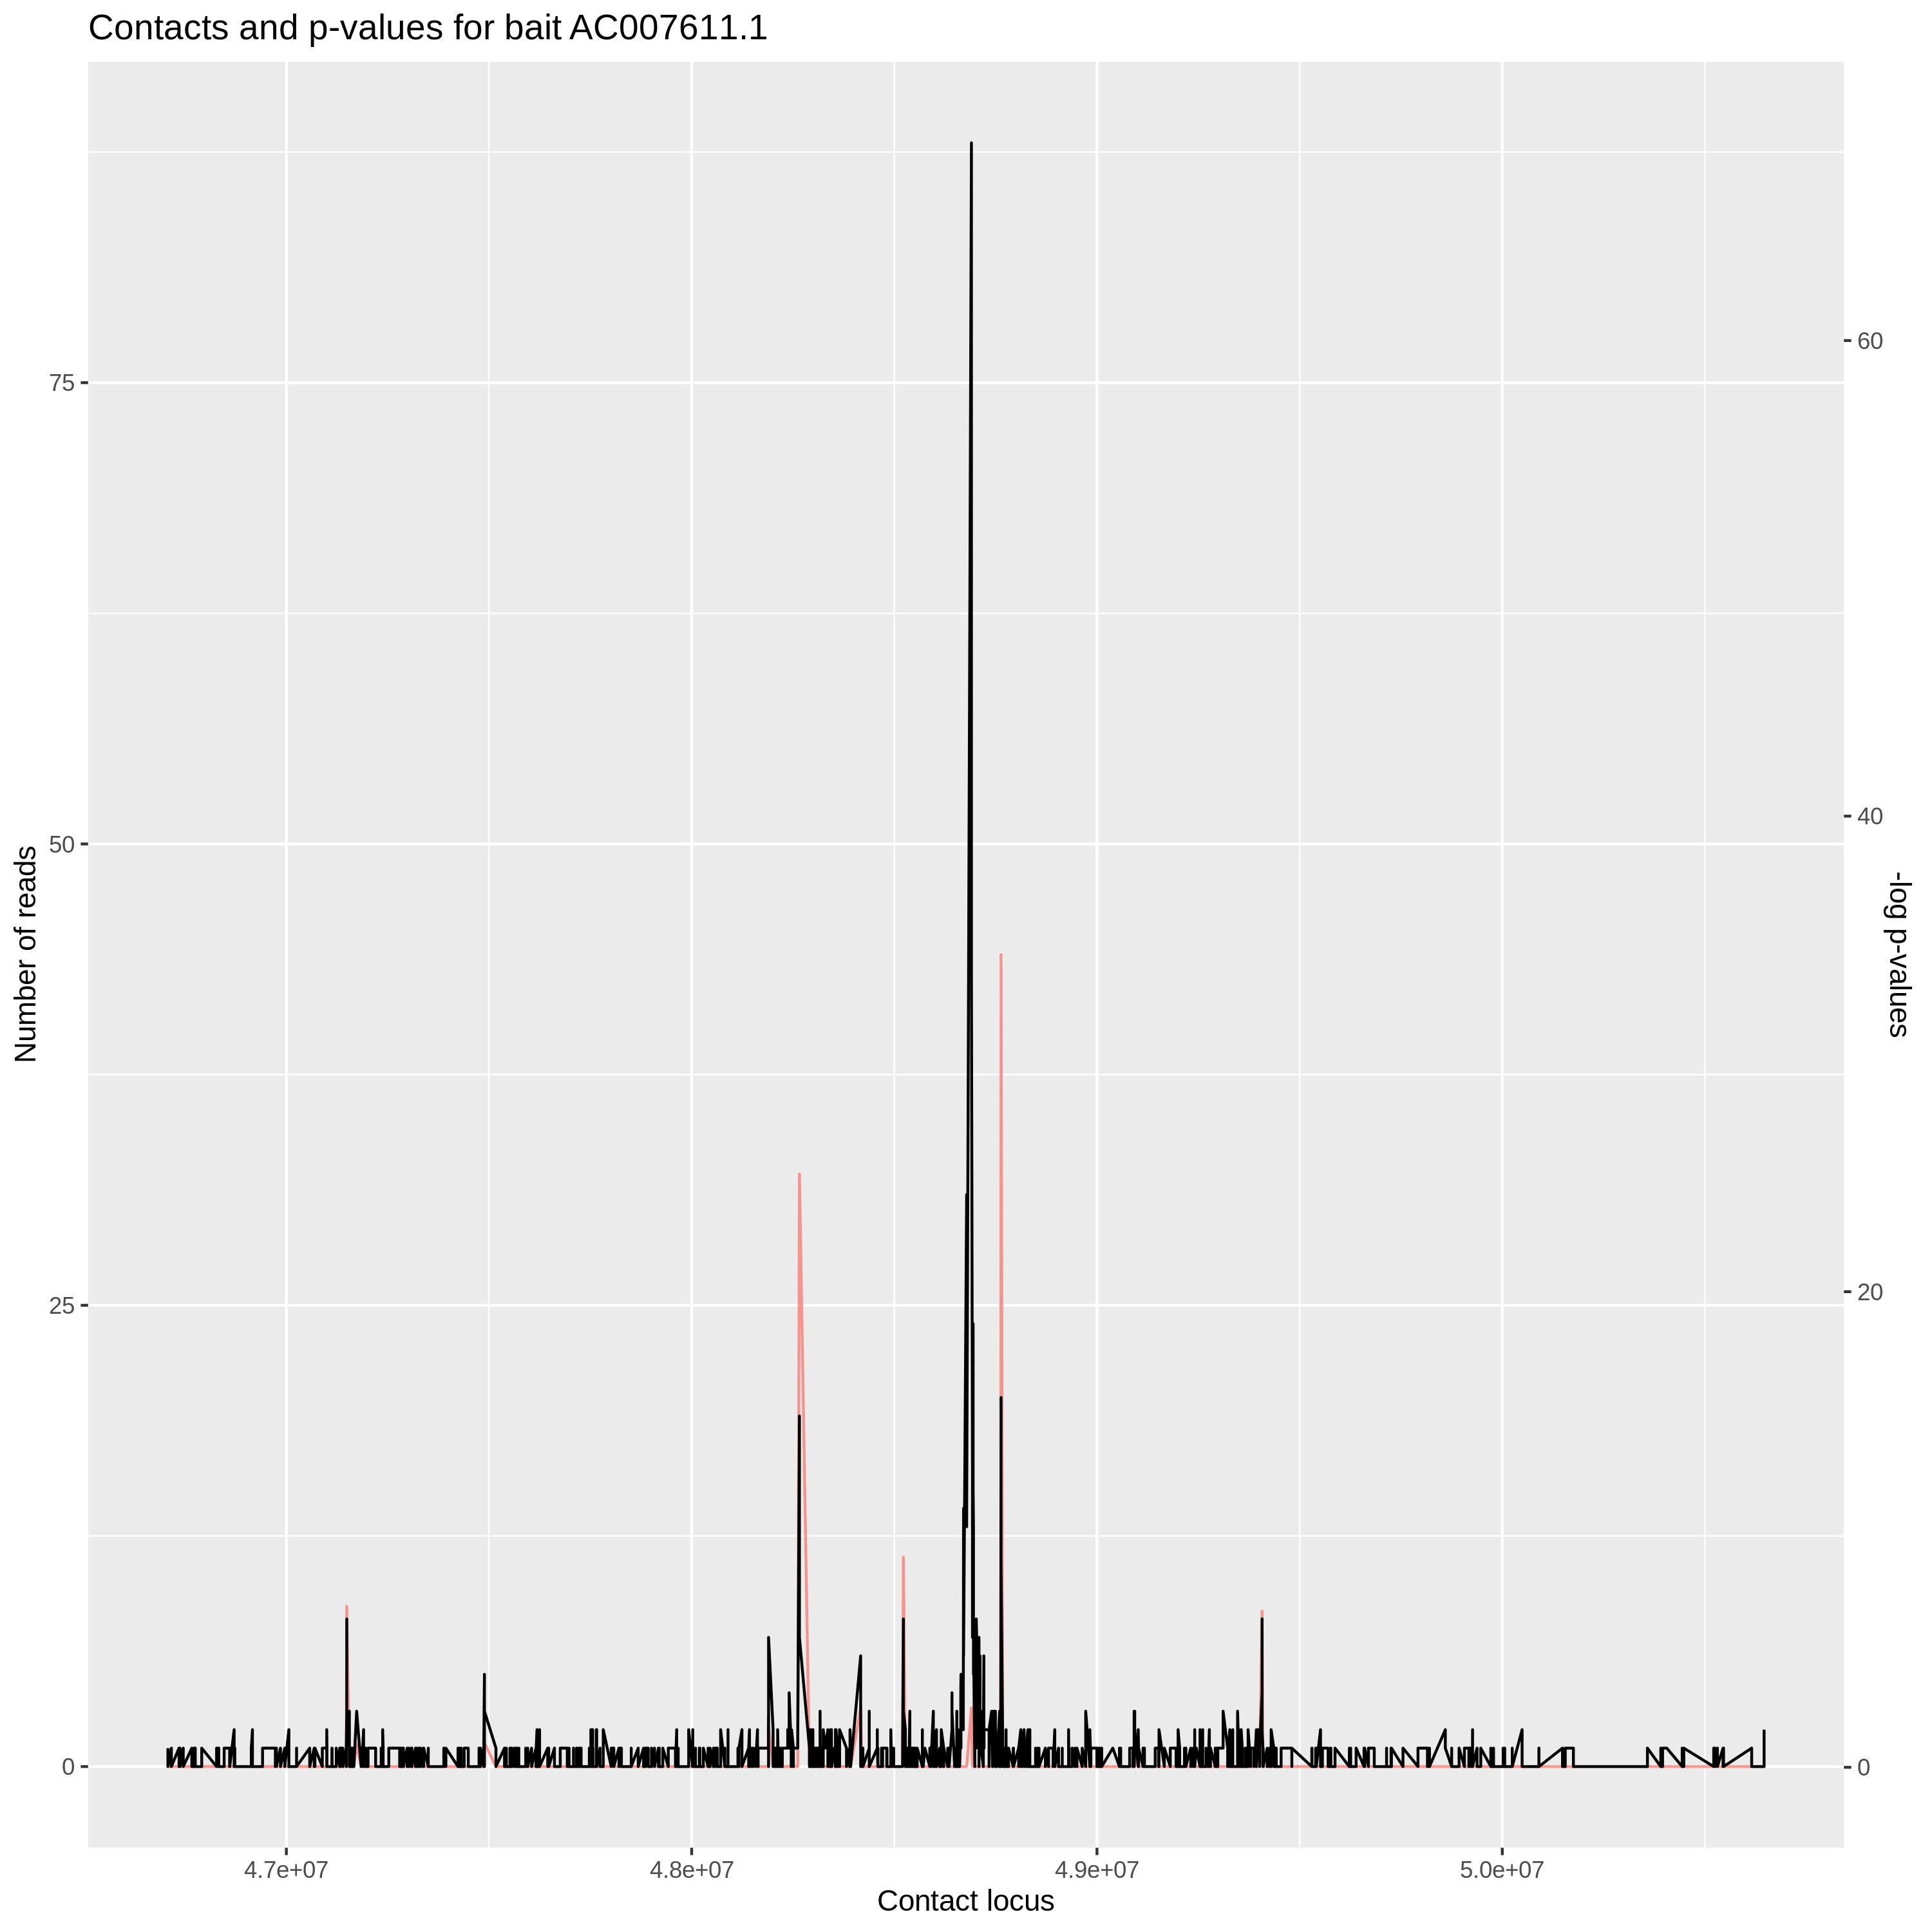 Contacts and p-values for bait AC007611.1
75
50
25
0
60
40
20
0
Number of reads
-log p-values
4.7e+07 4.8e+07 4.9e+07 5.0e+07
Contact locus